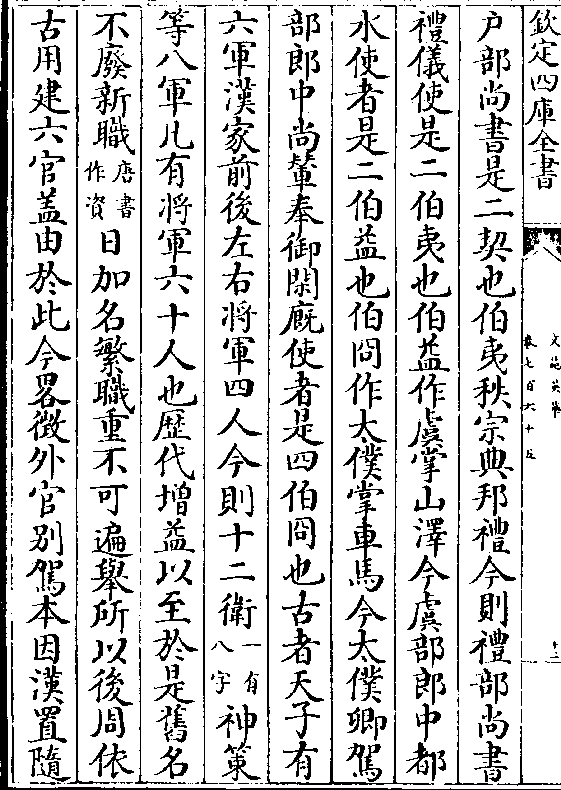 欽定四庫全書
文苑英華
卷七百六十五
十二
户部尚書是二契也伯夷秩宗典邦禮今則禮部尚書
禮儀使是二伯夷也伯益作虞掌山澤今虞部郎中都
水使者是二伯益也伯冏作太僕掌車馬今太僕卿駕
部郎中尚輦奉御閑廐使者是四伯冏也古者天子有
六軍漢家前後左右將軍四人今則十二衛一有八字神策
等八軍凡有將軍六十人也歷代增益以至於是舊名
不廢新職唐書作資日加名繁職重不可遍舉所以後周依
古用建六官盖由於此今畧徵外官别駕本因漢置隨